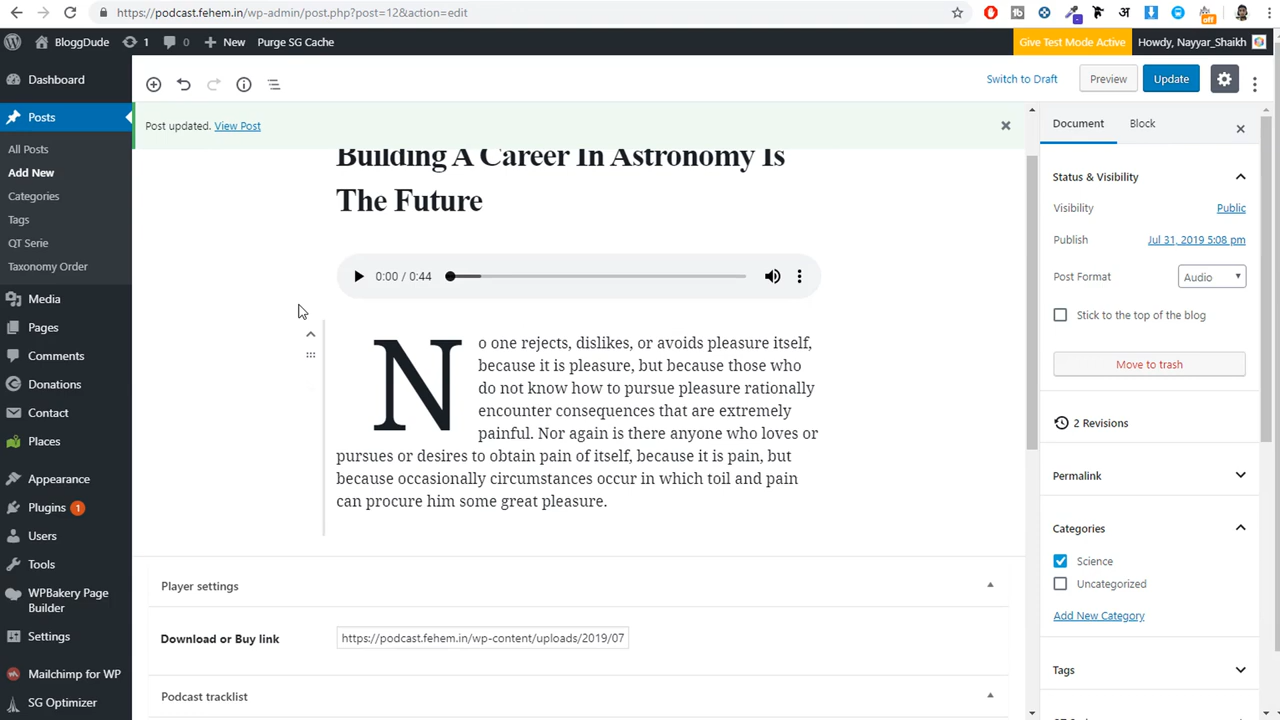 https://podcast.fehem.in/wp-admin/post.php?post=12&action=edit
off
BloggDude
1
0
New
Purge SG Cache
Give Test Mode Active
Howdy, Nayyar_Shaikh
Dashboard
Posts
All Posts
Add New
Categories
Tags
QT Serie
Taxonomy Order
Media
Pages
Comments
Donations
Contact
Places
Appearance
Plugins 1
Users
Tools
WPBakery Page
Builder
Settings
Mailchimp for WP
SG Optimizer
Switch to Draft
Preview
Update
Post updated. View Post
Building A Career In Astronomy Is
The Future
0:00 / 0:44
No one rejects, dislikes, or avoids pleasure itself,
because it is pleasure, but because those who
do not know how to pursue pleasure rationally
encounter consequences that are extremely
painful. Nor again is there anyone who loves or
pursues or desires to obtain pain of itself, because it is pain, but
because occasionally circumstances occur in which toil and pain
can procure him some great pleasure.
Player settings
Download or Buy link
https://podcast.fehem.in/wp-content/uploads/2019/07
Podcast tracklist
Document
Block
Status & Visibility
Visibility
Public
Publish
Jul 31, 2019 5:08 pm
Post Format
Audio
Stick to the top of the blog
Move to trash
2 Revisions
Permalink
Categories
Science
Uncategorized
Add New Category
Tags